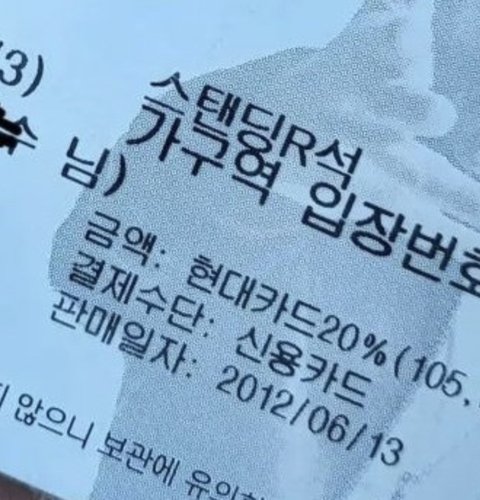 3)
스탠딩R석
수 님)
가구역 입장번호
금액: 현대카드20%(105,
결제수단: 신용카드
판매일자: 2012/06/13
않으니 보관에 유의하